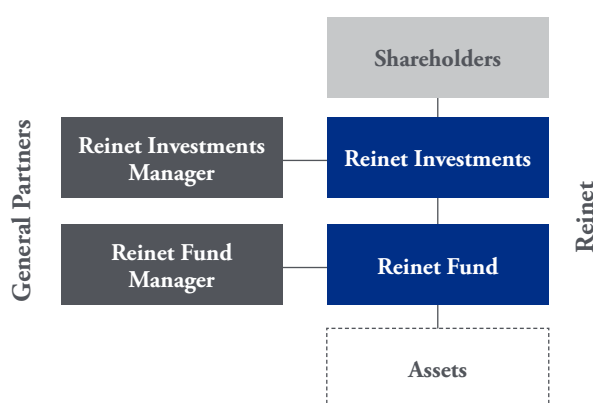 Shareholders
General Partners
Reinet Investments
Manager
Reinet Investments
Reinet
Reinet Fund
Manager
Reinet Fund
Assets